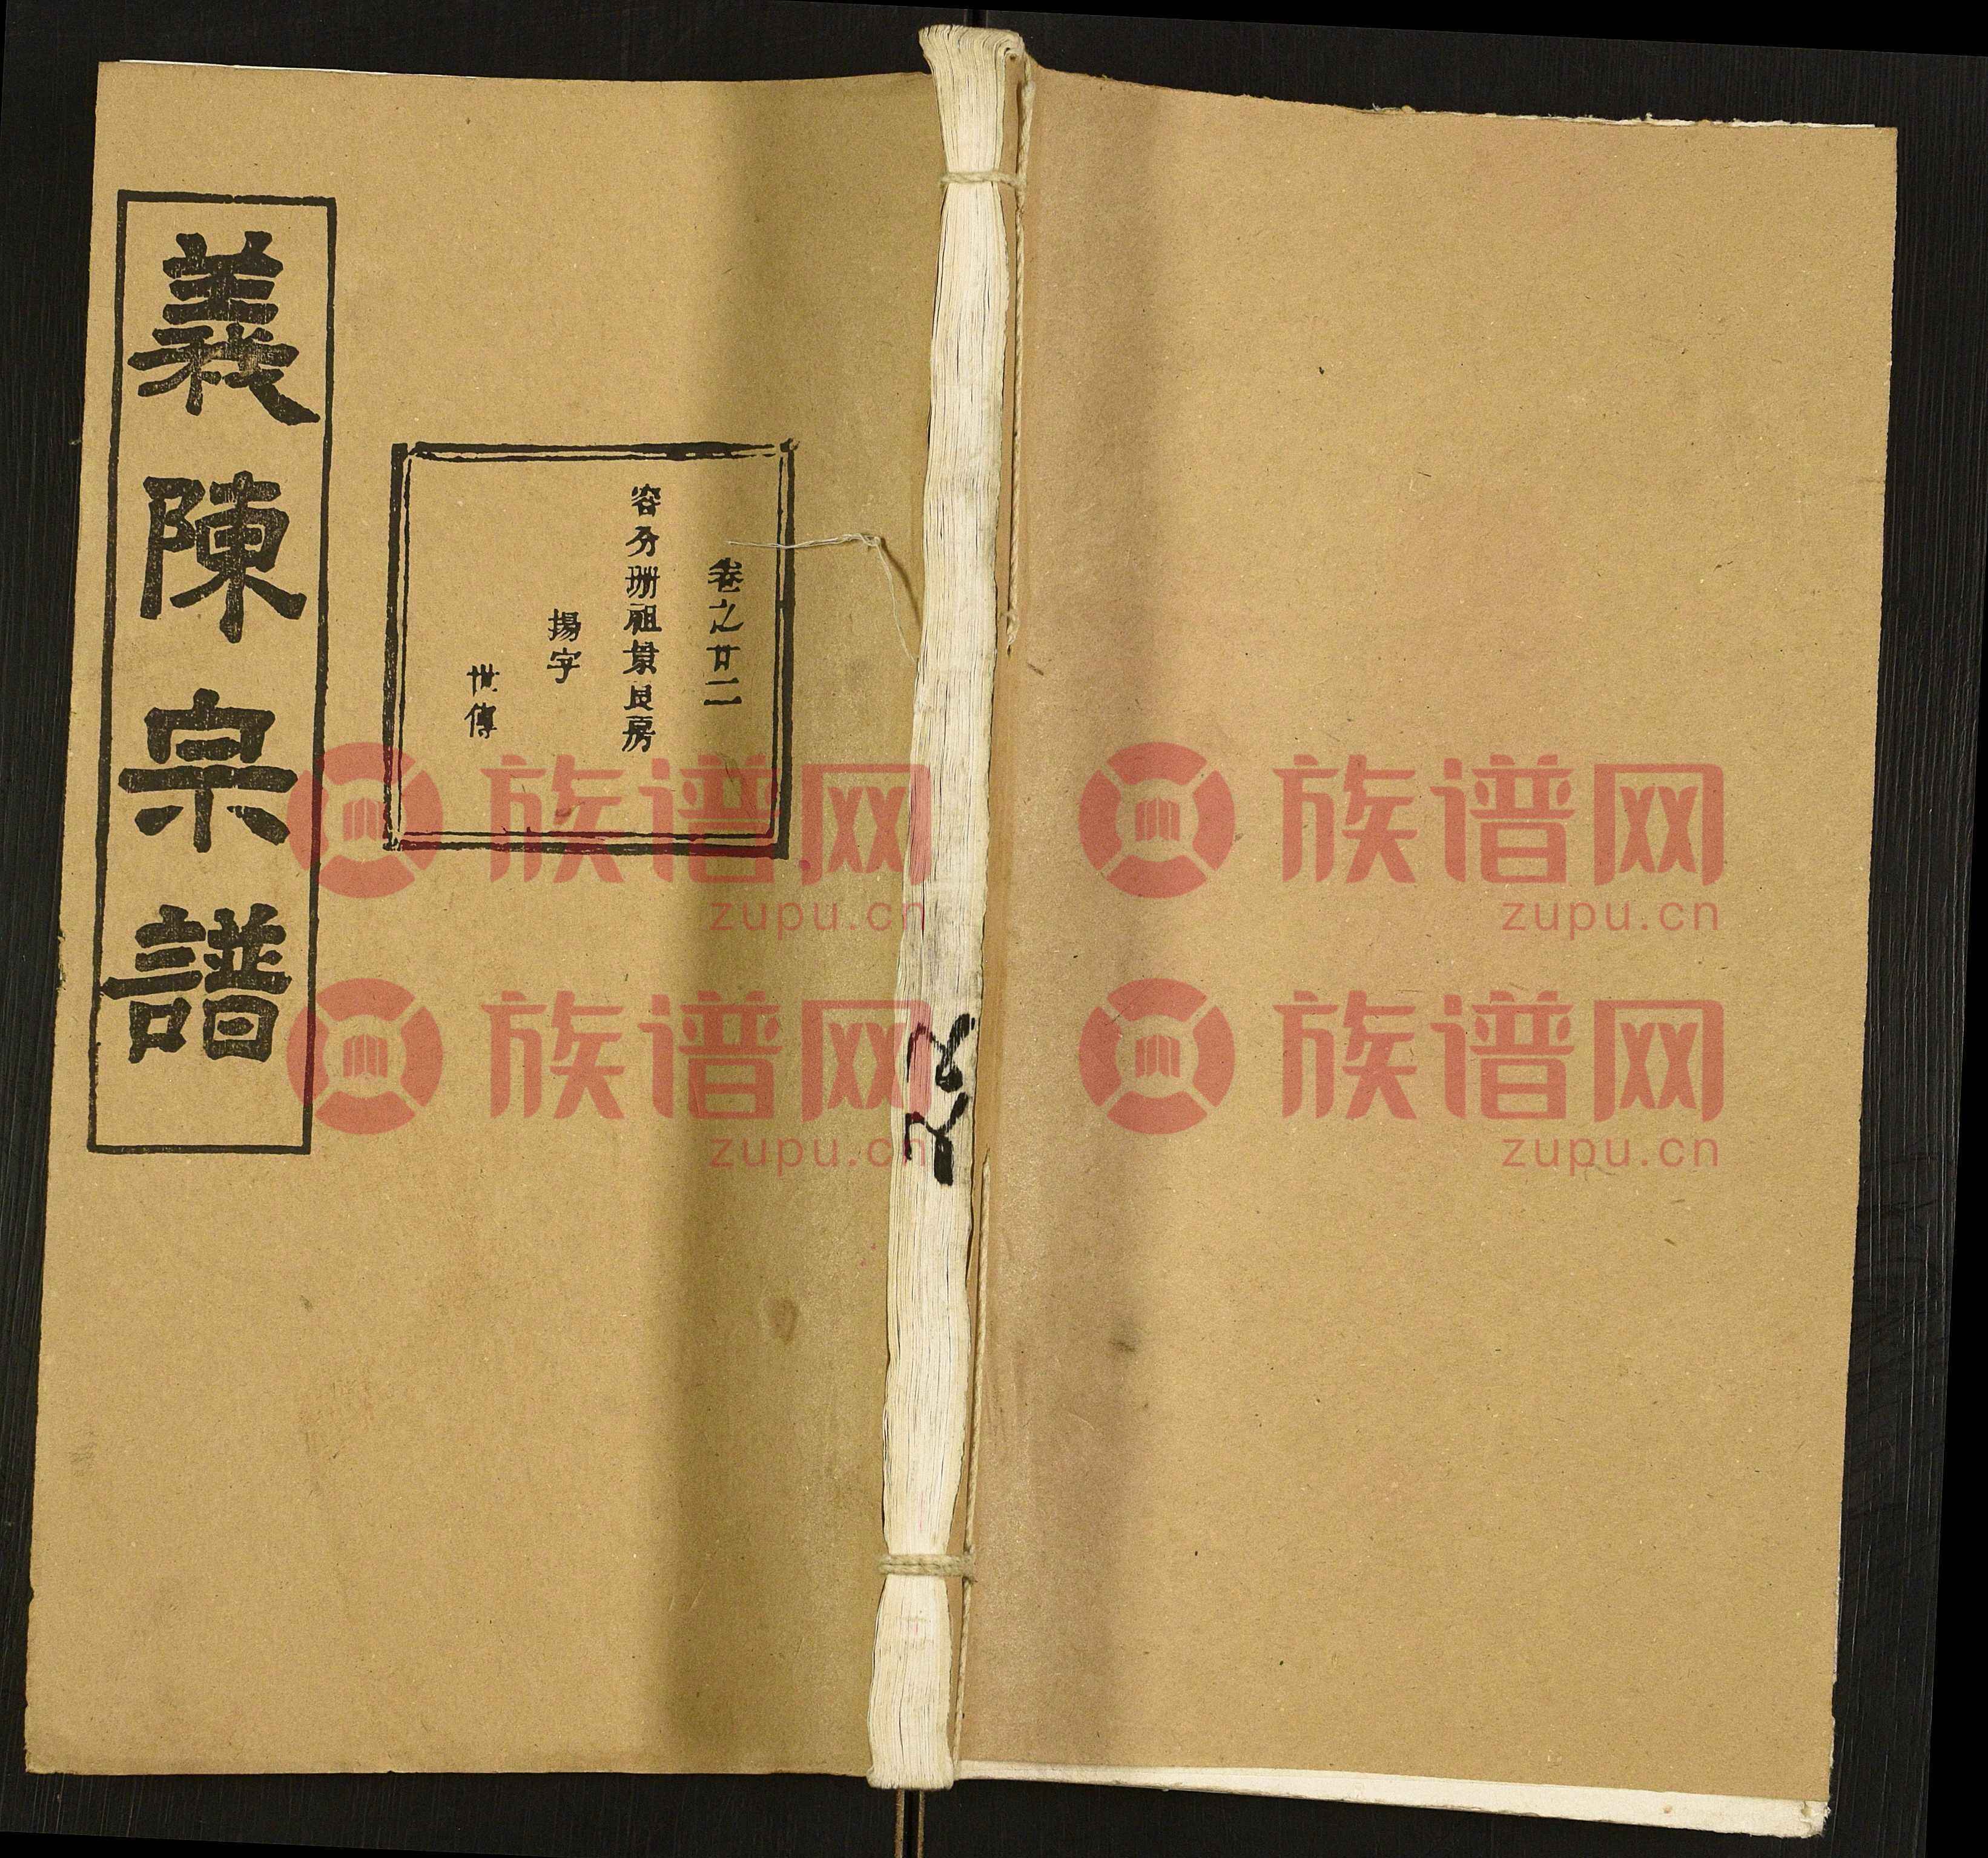 義陳宗譜
卷之廿二
容分珊祖景良房
揚字
世傳
族谱网
zupu.cn
族谱网
zupu.cn
族谱网
zupu.cn
族谱网
zupu.cn